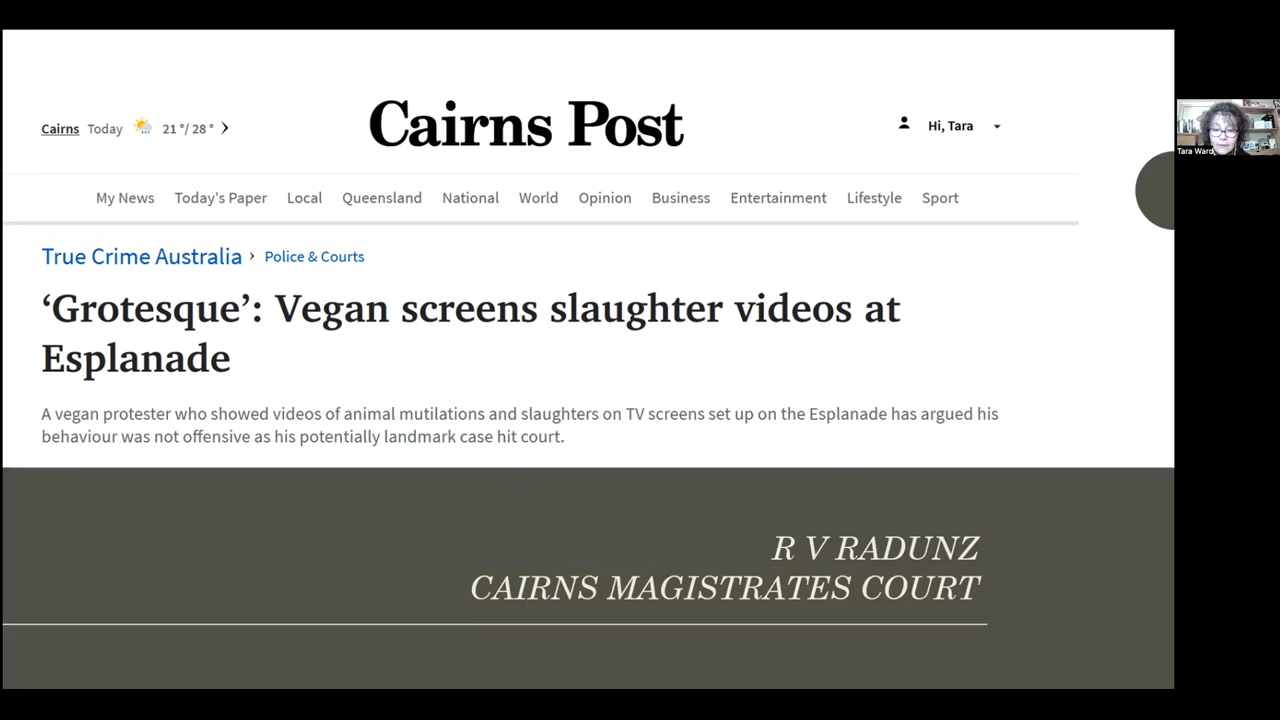 Cairns Today 21°/ 28° 
Cairns Post
Hi, Tara
My News Today's Paper Local Queensland National World Opinion Business Entertainment Lifestyle Sport
True Crime Australia › Police & Courts
‘Grotesque’: Vegan screens slaughter videos at
Esplanade
A vegan protester who showed videos of animal mutilations and slaughters on TV screens set up on the Esplanade has argued his
behaviour was not offensive as his potentially landmark case hit court.
R V RADUNZ
CAIRNS MAGISTRATES COURT
Tara Ward